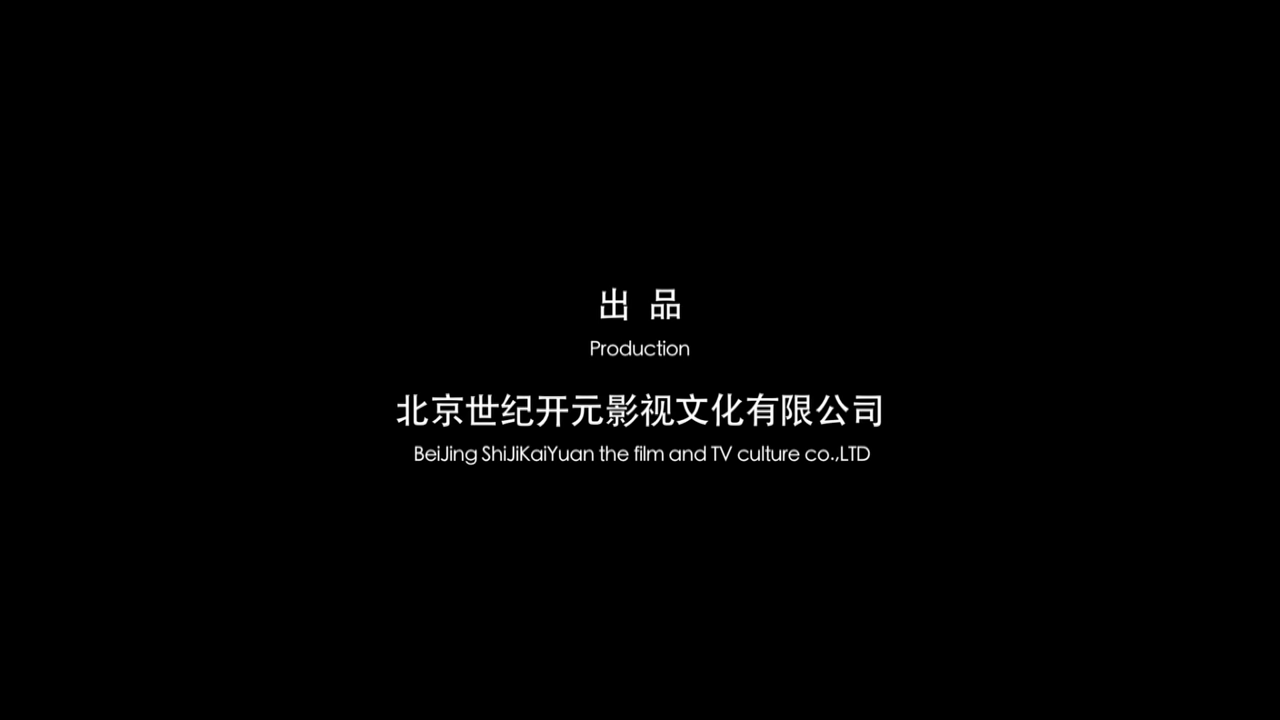 出 品
Production
北京世纪开元影视文化有限公司
BeiJing ShiJiKaiYuan the film and TV culture co.,LTD